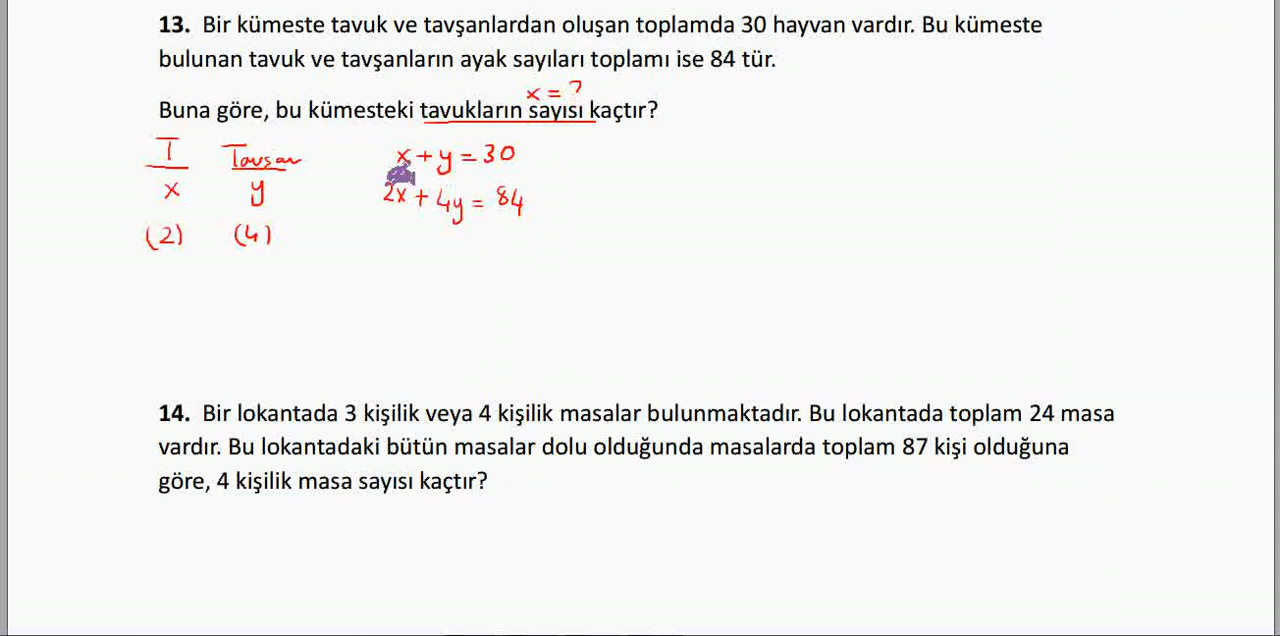 13. Bir kümeste tavuk ve tavşanlardan oluşan toplamda 30 hayvan vardır. Bu kümeste
bulunan tavuk ve tavşanların ayak sayıları toplamı ise 84 tür.
x = ?
Buna göre, bu kümesteki tavukların sayısı kaçtır?
T Tavşan
x y
(2) (4)
x + y = 30
2x + 4y = 84
14. Bir lokantada 3 kişilik veya 4 kişilik masalar bulunmaktadır. Bu lokantada toplam 24 masa
vardır. Bu lokantadaki bütün masalar dolu olduğunda masalarda toplam 87 kişi olduğuna
göre, 4 kişilik masa sayısı kaçtır?